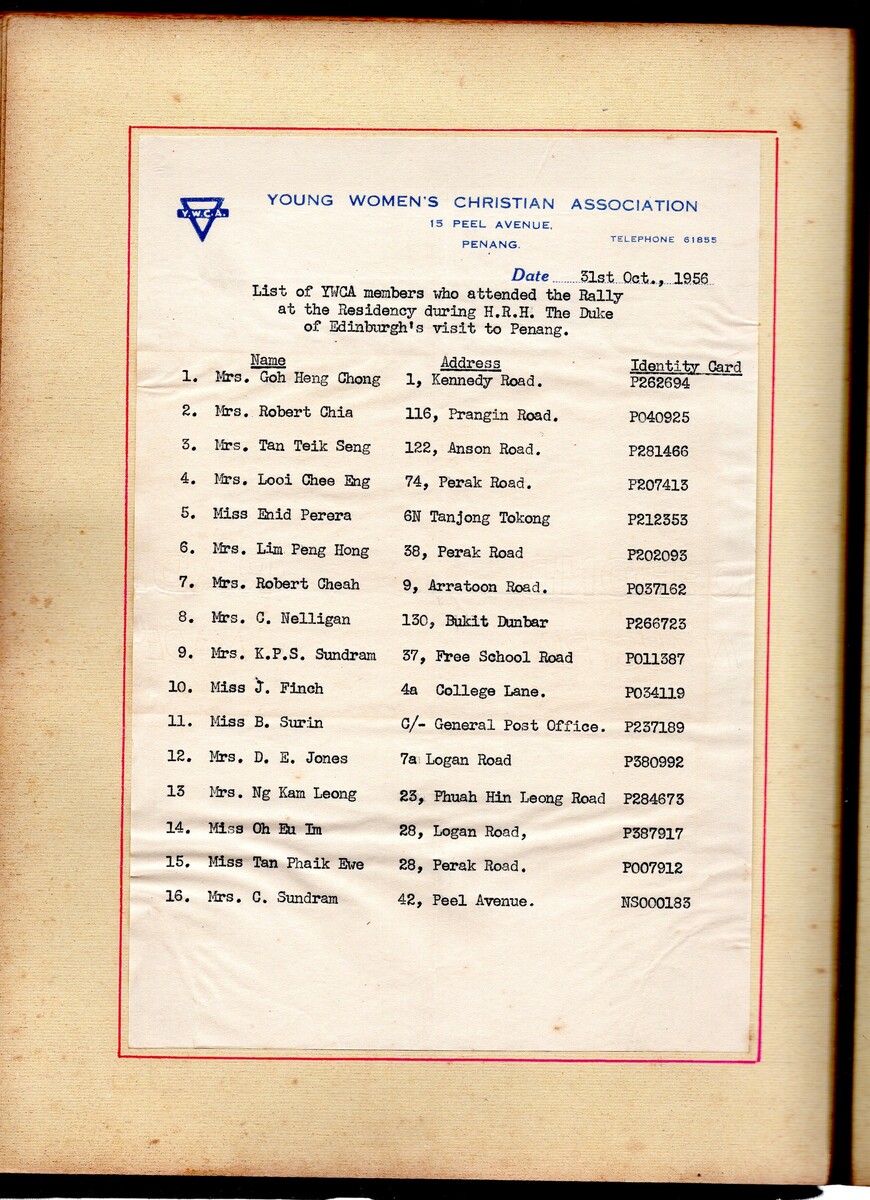 Y.W.C.A.
YOUNG WOMEN'S CHRISTIAN ASSOCIATION
15 PEEL AVENUE,
PENANG.
TELEPHONE 61855
Date 31st Oct., 1956
List of YWCA members who attended the Rally
at the Residency during H.R.H. The Duke
of Edinburgh's visit to Penang.
Name Address Identity Card
1. Mrs. Goh Heng Chong 1, Kennedy Road. P262694
2. Mrs. Robert Chia 116, Prangin Road. P040925
3. Mrs. Tan Teik Seng 122, Anson Road. P281466
4. Mrs. Looi Chee Eng 74, Perak Road. P207413
5. Miss Enid Perera 6N Tanjong Tokong P212353
6. Mrs. Lim Peng Hong 38, Perak Road P202093
7. Mrs. Robert Cheah 9, Arratoon Road. P037162
8. Mrs. C. Nelligan 130, Bukit Dunbar P266723
9. Mrs. K.P.S. Sundram 37, Free School Road P011387
10. Miss J. Finch 4a College Lane. P034119
11. Miss B. Surin C/- General Post Office. P237189
12. Mrs. D. E. Jones 7a Logan Road P380992
13 Mrs. Ng Kam Leong 23, Phuah Hin Leong Road P284673
14. Miss Oh Eu Im 28, Logan Road, P387917
15. Miss Tan Phaik Ewe 28, Perak Road. P007912
16. Mrs. C. Sundram 42, Peel Avenue. NS000183